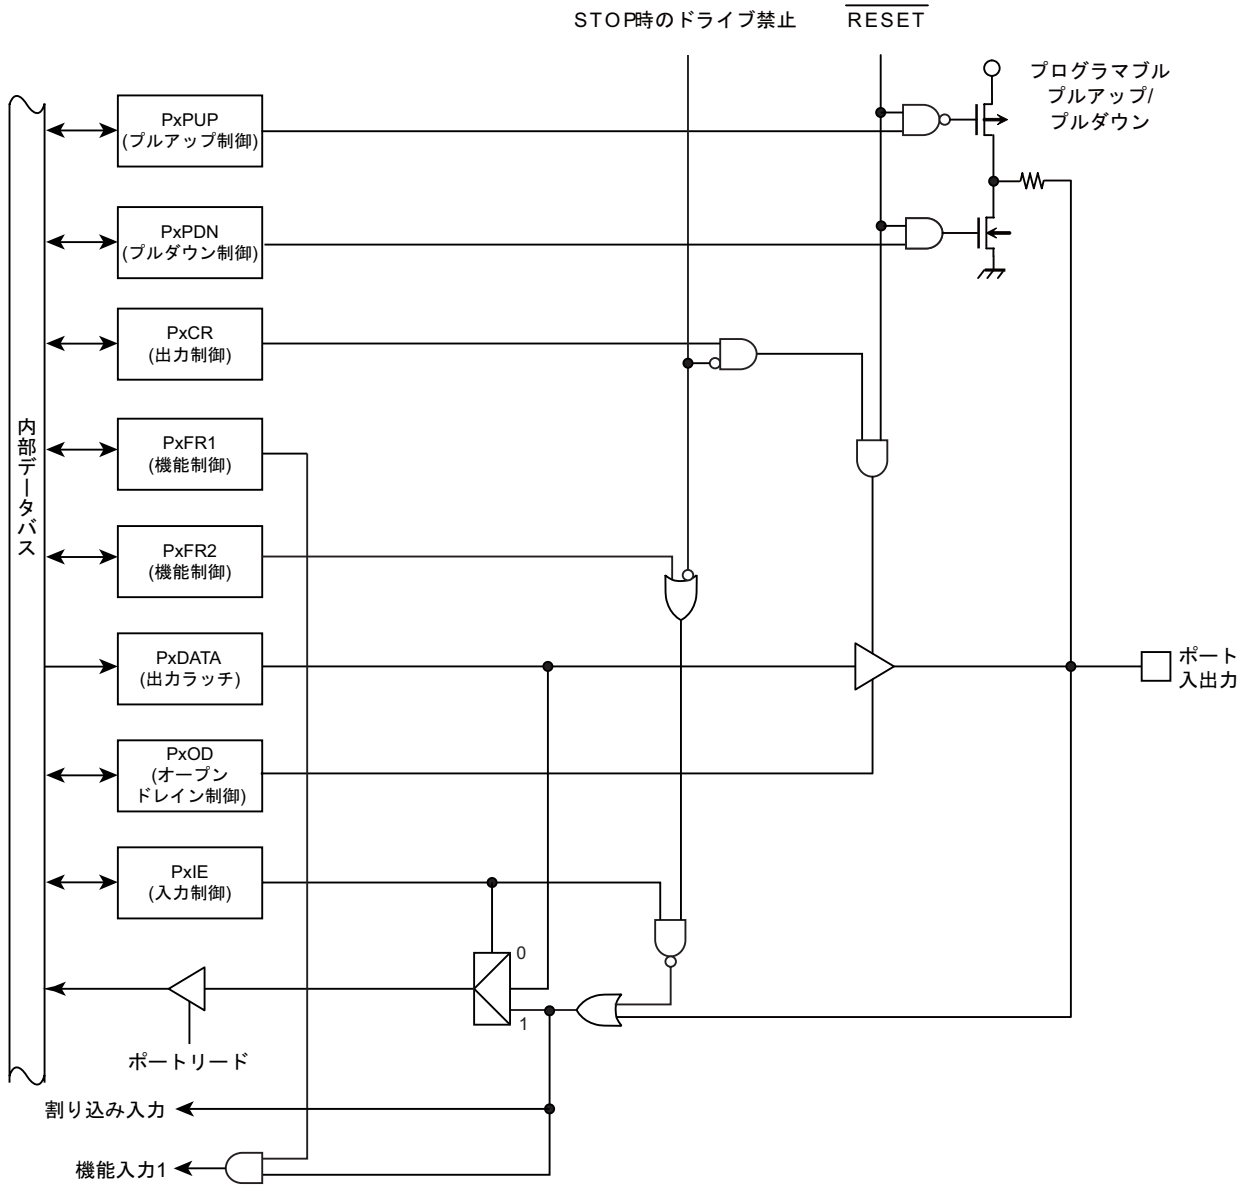 STOP時のドライブ禁止
RESET
プログラマブル
プルアップ/
プルダウン
PxPUP
(プルアップ制御)
PxPDN
(プルダウン制御)
PxCR
(出力制御)
内部データバス
PxFR1
(機能制御)
PxFR2
(機能制御)
PxDATA
(出力ラッチ)
ポート
入出力
PxOD
(オープン
ドレイン制御)
PxIE
(入力制御)
0
1
ポートリード
割り込み入力
機能入力1